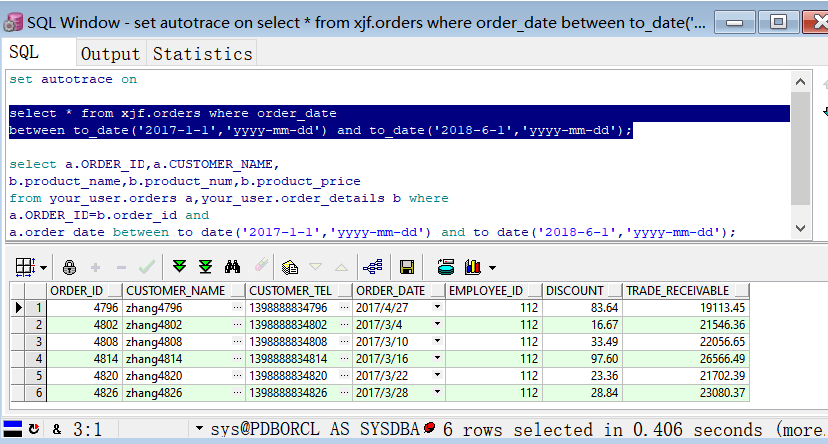 SQL Window - set autotrace on select * from xjf.orders where order_date between to_date('...
SQL Output Statistics
set autotrace on
select * from xjf.orders where order_date
between to_date('2017-1-1','yyyy-mm-dd') and to_date('2018-6-1','yyyy-mm-dd');
select a.ORDER_ID,a.CUSTOMER_NAME,
b.product_name,b.product_num,b.product_price
from your_user.orders a,your_user.order_details b where
a.ORDER_ID=b.order_id and
a.order_date between to_date('2017-1-1','yyyy-mm-dd') and to_date('2018-6-1','yyyy-mm-dd');
ORDER_ID CUSTOMER_NAME CUSTOMER_TEL ORDER_DATE EMPLOYEE_ID DISCOUNT TRADE_RECEIVABLE
1 4796 zhang4796 ... 1398888834796 ... 2017/4/27 112 83.64 19113.45
2 4802 zhang4802 ... 1398888834802 ... 2017/3/4 112 16.67 21546.36
3 4808 zhang4808 ... 1398888834808 ... 2017/3/10 112 33.49 22056.65
4 4814 zhang4814 ... 1398888834814 ... 2017/3/16 112 97.60 26566.49
5 4820 zhang4820 ... 1398888834820 ... 2017/3/22 112 23.36 21702.39
6 4826 zhang4826 ... 1398888834826 ... 2017/3/28 112 28.84 23080.37
& 3:1 sys@PDBORCL AS SYSDBA 6 rows selected in 0.406 seconds (more.